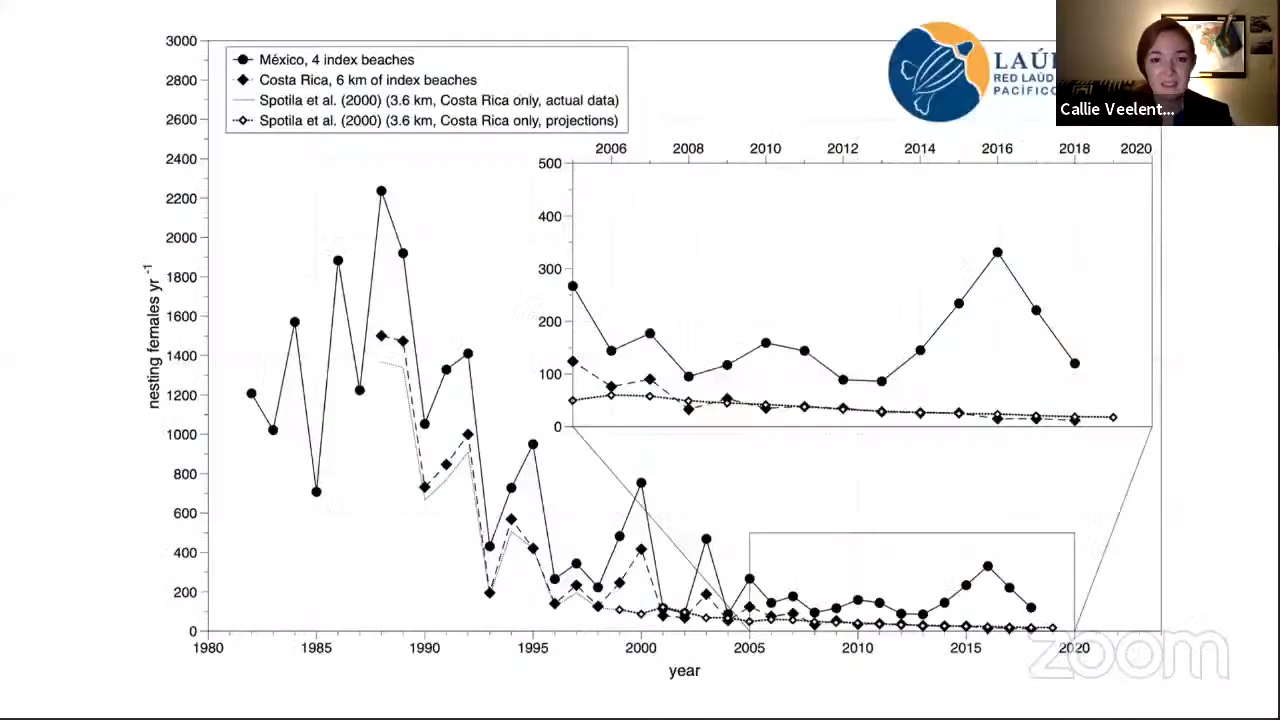 México, 4 index beaches
Costa Rica, 6 km of index beaches
Spotila et al. (2000) (3.6 km, Costa Rica only, actual data)
Spotila et al. (2000) (3.6 km, Costa Rica only, projections)
LAÚ
RED LAÚD
PACÍFICO
Callie Veelent...
3000
2800
2600
2400
2200
2000
1800
1600
1400
1200
1000
800
600
400
200
0
nesting females yr -1
2006 2008 2010 2012 2014 2016 2018 2020
500
400
300
200
100
0
1980 1985 1990 1995 2000 2005 2010 2015 2020
year
zoom